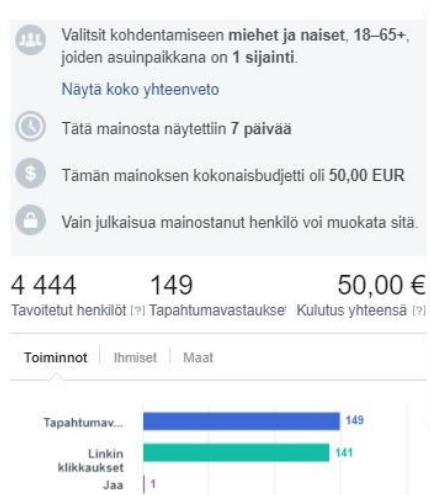 Valitsit kohdentamiseen miehet ja naiset, 18–65+,
joiden asuinpaikkana on 1 sijainti.
Näytä koko yhteenveto
Tätä mainosta näytettiin 7 päivää
$ Tämän mainoksen kokonaisbudjetti oli 50,00 EUR
Vain julkaisua mainostanut henkilö voi muokata sitä.
4 444 149 50,00 €
Tavoitetut henkilöt [?] Tapahtumavastaukse Kulutus yhteensä [?]
Toiminnot Ihmiset Maat
Tapahtumav... 149
Linkin
klikkaukset 141
Jaa 1